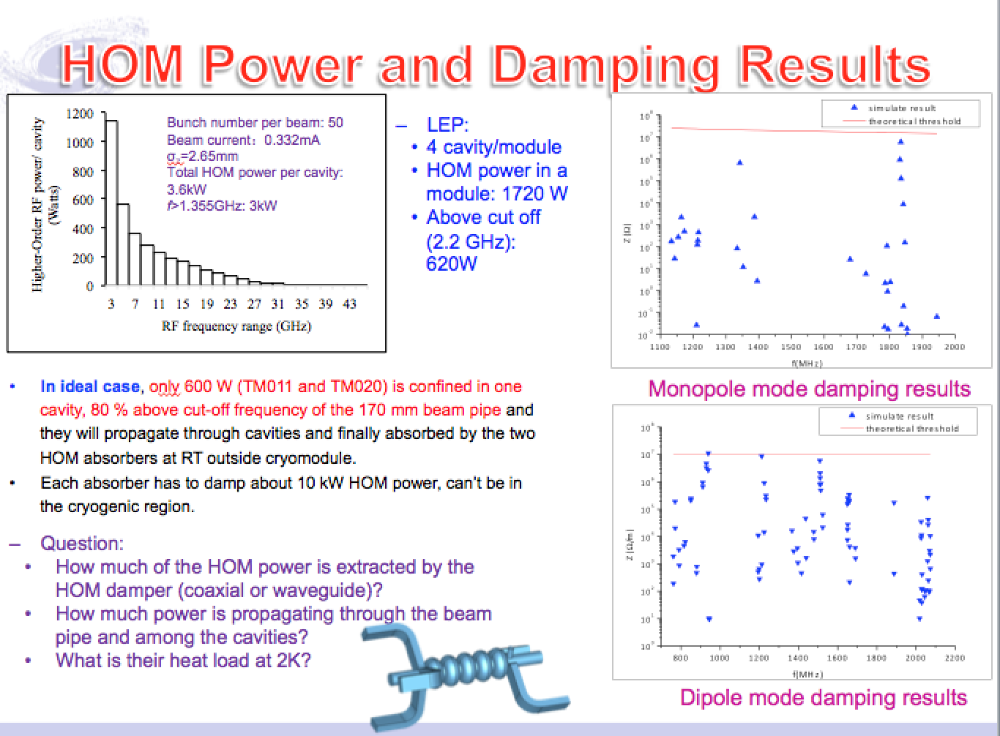 HOM Power and Damping Results
Higher-Order RF power/ cavity
(Watts)
1200
1000
800
600
400
200
0
Bunch number per beam: 50
Beam current: 0.332mA
σz=2.65mm
Total HOM power per cavity:
3.6kW
f>1.355GHz: 3kW
3 7 11 15 19 23 27 31 35 39 43
RF frequency range (GHz)
– LEP:
• 4 cavity/module
• HOM power in a
module: 1720 W
• Above cut off
(2.2 GHz):
620W
simulate result
theoretical threshold
Z [Ω]
10^8
10^7
10^6
10^5
10^4
10^3
10^2
10^1
10^0
10^-1
10^-2
1100 1200 1300 1400 1500 1600 1700 1800 1900 2000
f(MHz)
Monopole mode damping results
• In ideal case, only 600 W (TM011 and TM020) is confined in one
cavity, 80 % above cut-off frequency of the 170 mm beam pipe and
they will propagate through cavities and finally absorbed by the two
HOM absorbers at RT outside cryomodule.
• Each absorber has to damp about 10 kW HOM power, can't be in
the cryogenic region.
– Question:
• How much of the HOM power is extracted by the
HOM damper (coaxial or waveguide)?
• How much power is propagating through the beam
pipe and among the cavities?
• What is their heat load at 2K?
simulate result
theoretical threshold
Z [Ω/m]
10^8
10^7
10^6
10^5
10^4
10^3
10^2
10^1
10^0
800 1000 1200 1400 1600 1800 2000 2200
f(MHz)
Dipole mode damping results